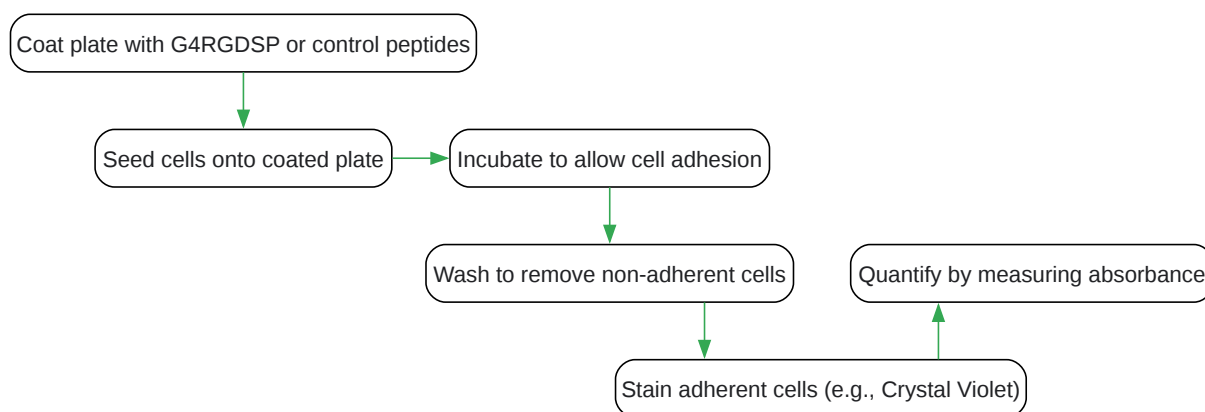 Coat plate with G4RGDSP or control peptides
Seed cells onto coated plate
Incubate to allow cell adhesion
Wash to remove non-adherent cells
Quantify by measuring absorbance
Stain adherent cells (e.g., Crystal Violet)